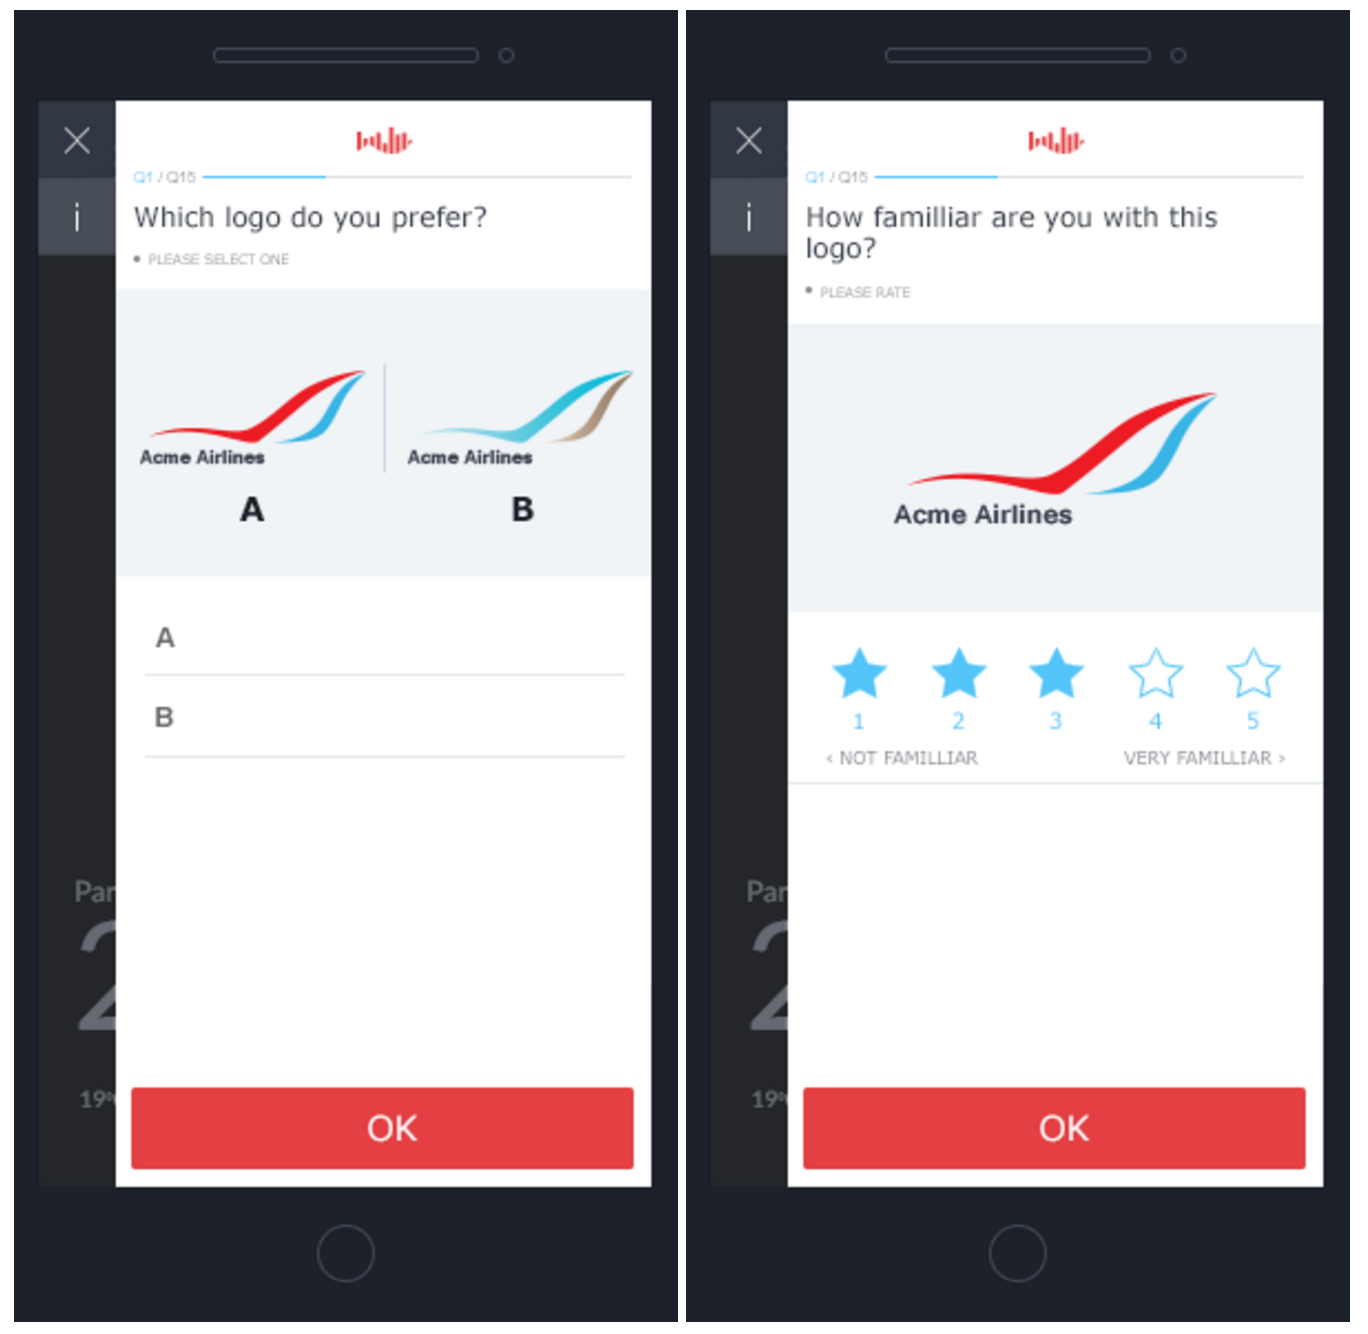 Q1 / Q15
Which logo do you prefer?
• PLEASE SELECT ONE
Acme Airlines
Acme Airlines
A
B
A
B
Par
2
19º
OK
Q1 / Q15
How familliar are you with this
logo?
• PLEASE RATE
Acme Airlines
1 2 3 4 5
‹ NOT FAMILLIAR
VERY FAMILLIAR ›
Par
2
19º
OK